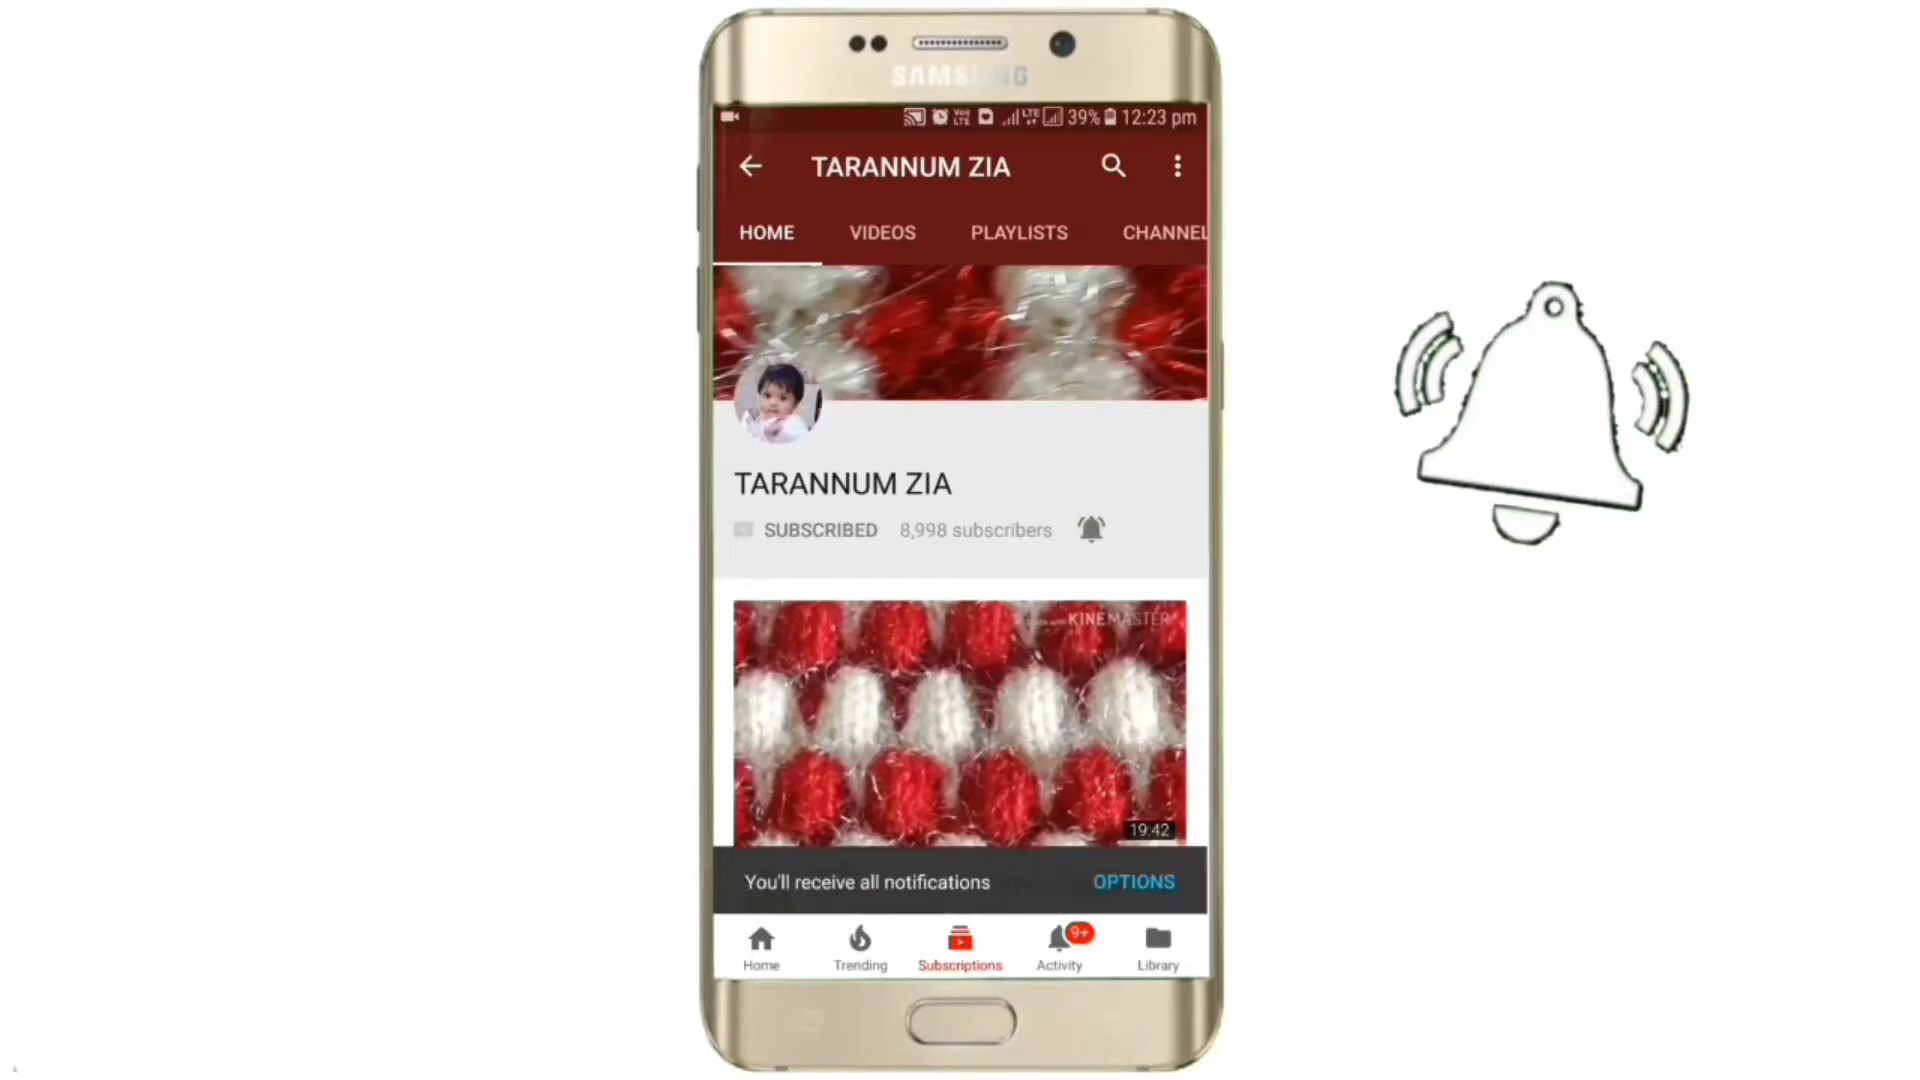 SAMSUNG
39% 12:23 pm
TARANNUM ZIA
HOME VIDEOS PLAYLISTS CHANNEL
TARANNUM ZIA
SUBSCRIBED 8,998 subscribers
KINEMASTER
19:42
You'll receive all notifications OPTIONS
9+
Home Trending Subscriptions Activity Library